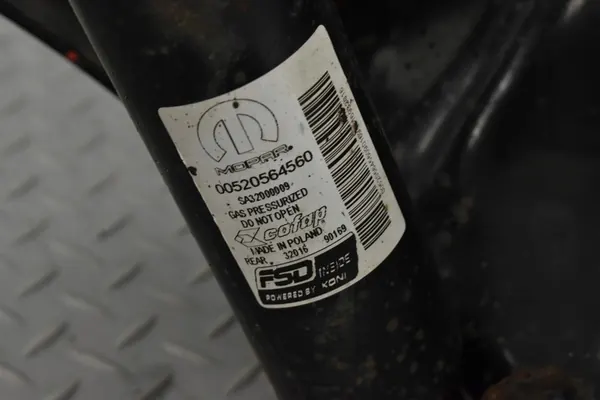 MOPAR.
00520564560
SA32000909
GAS PRESSURIZED
DO NOT OPEN
cofap
MADE IN POLAND
REAR 32016 90169
FSD INSIDE
POWERED BY KONI